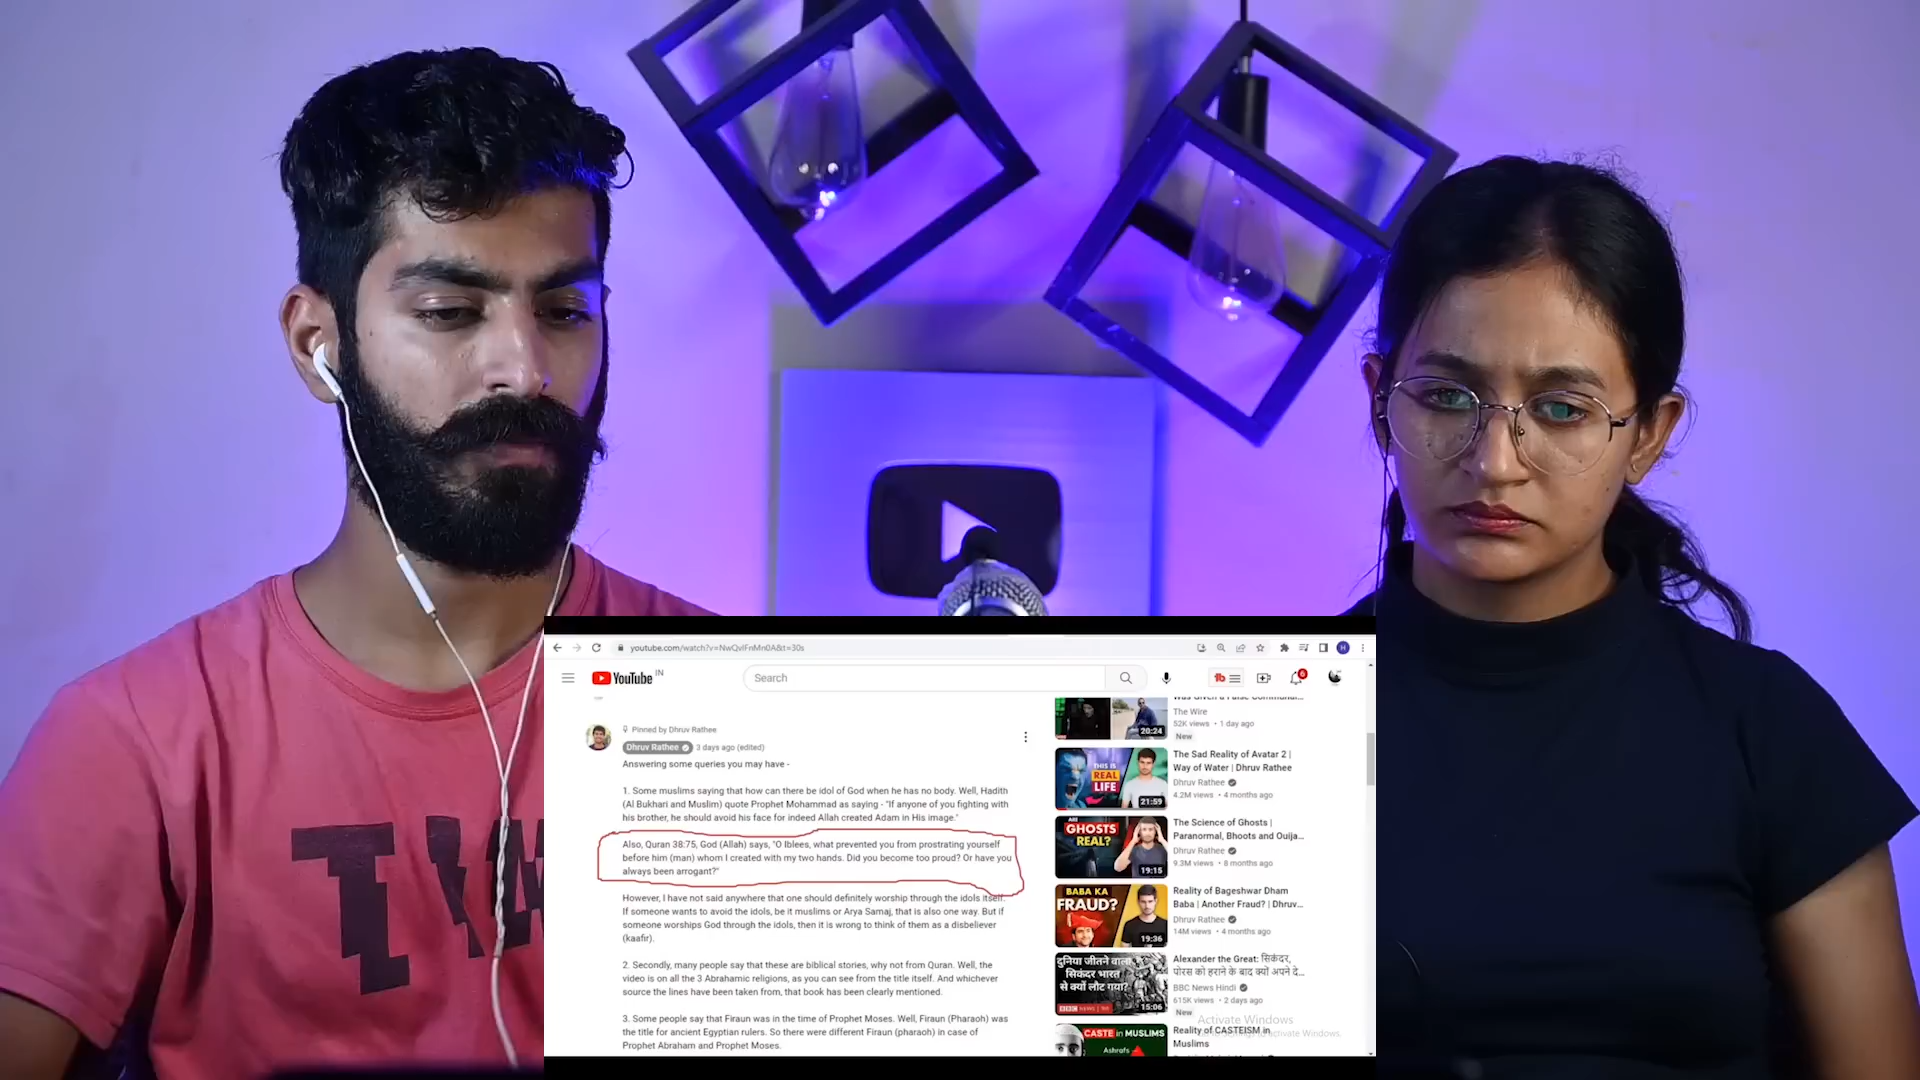 TIM
youtube.com/watch?v=NwQvIFnMn0A&t=30s
YouTube IN
Search
6
H
Pinned by Dhruv Rathee
Dhruv Rathee 3 days ago (edited)
Answering some queries you may have -
1. Some muslims saying that how can there be idol of God when he has no body. Well, Hadith
(Al Bukhari and Muslim) quote Prophet Mohammad as saying - "If anyone of you fighting with
his brother, he should avoid his face for indeed Allah created Adam in His image."
Also, Quran 38:75, God (Allah) says, "O Iblees, what prevented you from prostrating yourself
before him (man) whom I created with my two hands. Did you become too proud? Or have you
always been arrogant?"
However, I have not said anywhere that one should definitely worship through the idols itself.
If someone wants to avoid the idols, be it muslims or Arya Samaj, that is also one way. But if
someone worships God through the idols, then it is wrong to think of them as a disbeliever
(kaafir).
2. Secondly, many people say that these are biblical stories, why not from Quran. Well, the
video is on all the 3 Abrahamic religions, as you can see from the title itself. And whichever
source the lines have been taken from, that book has been clearly mentioned.
3. Some people say that Firaun was in the time of Prophet Moses. Well, Firaun (Pharaoh) was
the title for ancient Egyptian rulers. So there were different Firaun (pharaoh) in case of
Prophet Abraham and Prophet Moses.
Was Given a False Communal...
The Wire
52K views • 1 day ago
New
20:24
THIS IS
REAL
LIFE
21:59
The Sad Reality of Avatar 2 |
Way of Water | Dhruv Rathee
Dhruv Rathee
4.2M views • 4 months ago
ARE
GHOSTS
REAL?
19:15
The Science of Ghosts |
Paranormal, Bhoots and Ouija...
Dhruv Rathee
9.3M views • 8 months ago
BABA KA
FRAUD?
19:36
Reality of Bageshwar Dham
Baba | Another Fraud? | Dhruv...
Dhruv Rathee
14M views • 4 months ago
दुनिया जीतने वाला
सिकंदर भारत
से क्यों लौट गया?
BBC NEWS
15:06
Alexander the Great: सिकंदर,
पोरस को हराने के बाद क्यों अपने दे...
BBC News Hindi
615K views • 2 days ago
New
CASTE in MUSLIMS
Ashrafs
Reality of CASTEISM in
Muslims
Activate Windows